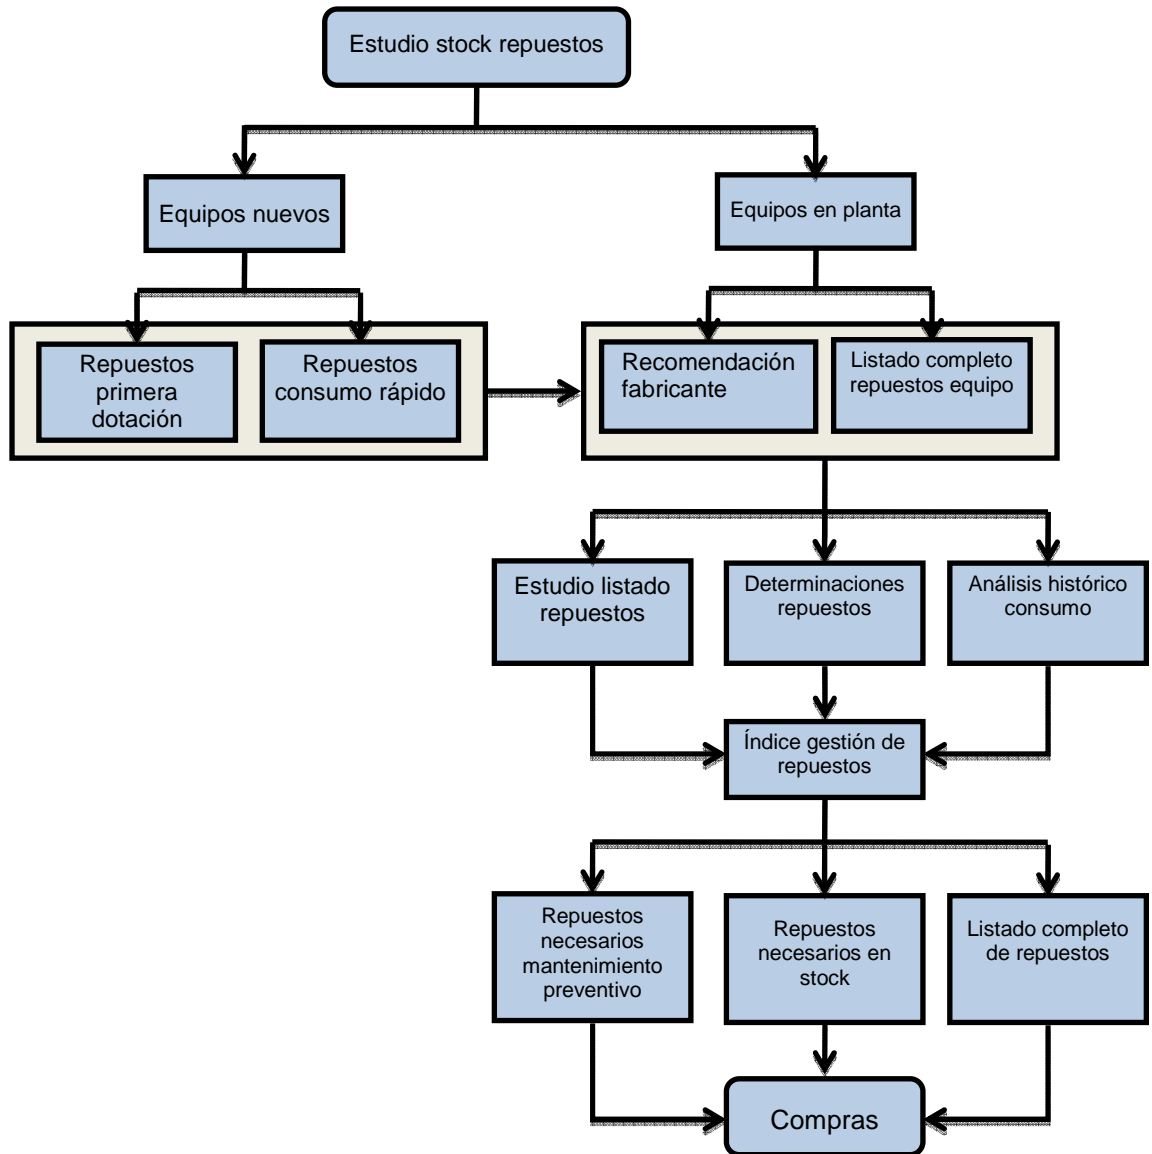 Estudio stock repuestos
Equipos nuevos
Equipos en planta
Repuestos
primera
dotación
Repuestos
consumo rápido
Recomendación
fabricante
Listado completo
repuestos equipo
Estudio listado
repuestos
Determinaciones
repuestos
Análisis histórico
consumo
Índice gestión de
repuestos
Repuestos
necesarios
mantenimiento
preventivo
Repuestos
necesarios en
stock
Listado completo
de repuestos
Compras